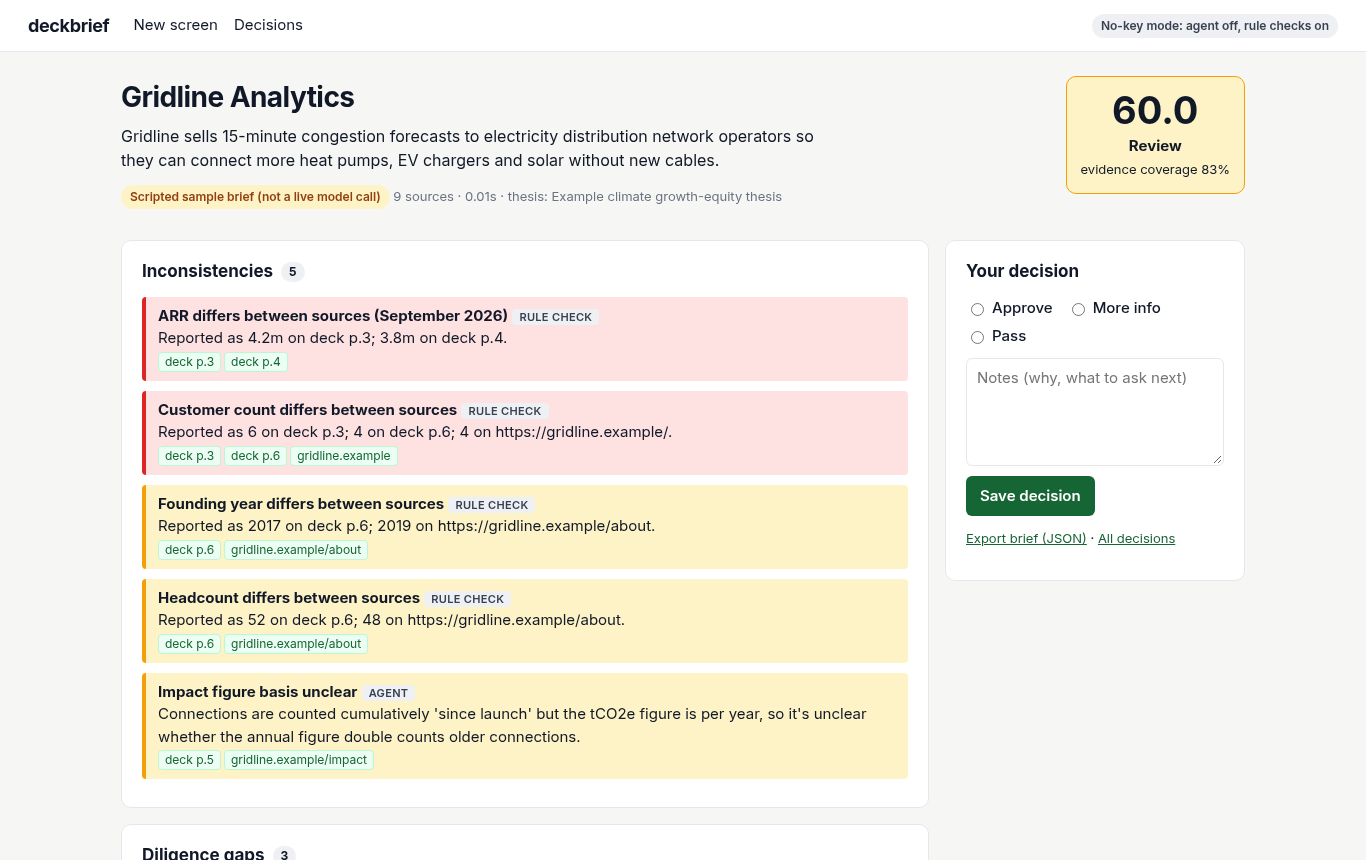 deckbrief New screen Decisions No-key mode: agent off, rule checks on
Gridline Analytics
Gridline sells 15-minute congestion forecasts to electricity distribution network operators so
they can connect more heat pumps, EV chargers and solar without new cables.
Scripted sample brief (not a live model call) 9 sources · 0.01s · thesis: Example climate growth-equity thesis
60.0
Review
evidence coverage 83%
Inconsistencies 5
ARR differs between sources (September 2026) RULE CHECK
Reported as 4.2m on deck p.3; 3.8m on deck p.4.
deck p.3 deck p.4
Customer count differs between sources RULE CHECK
Reported as 6 on deck p.3; 4 on deck p.6; 4 on https://gridline.example/.
deck p.3 deck p.6 gridline.example
Founding year differs between sources RULE CHECK
Reported as 2017 on deck p.6; 2019 on https://gridline.example/about.
deck p.6 gridline.example/about
Headcount differs between sources RULE CHECK
Reported as 52 on deck p.6; 48 on https://gridline.example/about.
deck p.6 gridline.example/about
Impact figure basis unclear AGENT
Connections are counted cumulatively 'since launch' but the tCO2e figure is per year, so it's unclear
whether the annual figure double counts older connections.
deck p.5 gridline.example/impact
Diligence gaps 3
Your decision
Approve More info
Pass
Notes (why, what to ask next)
Save decision
Export brief (JSON) · All decisions